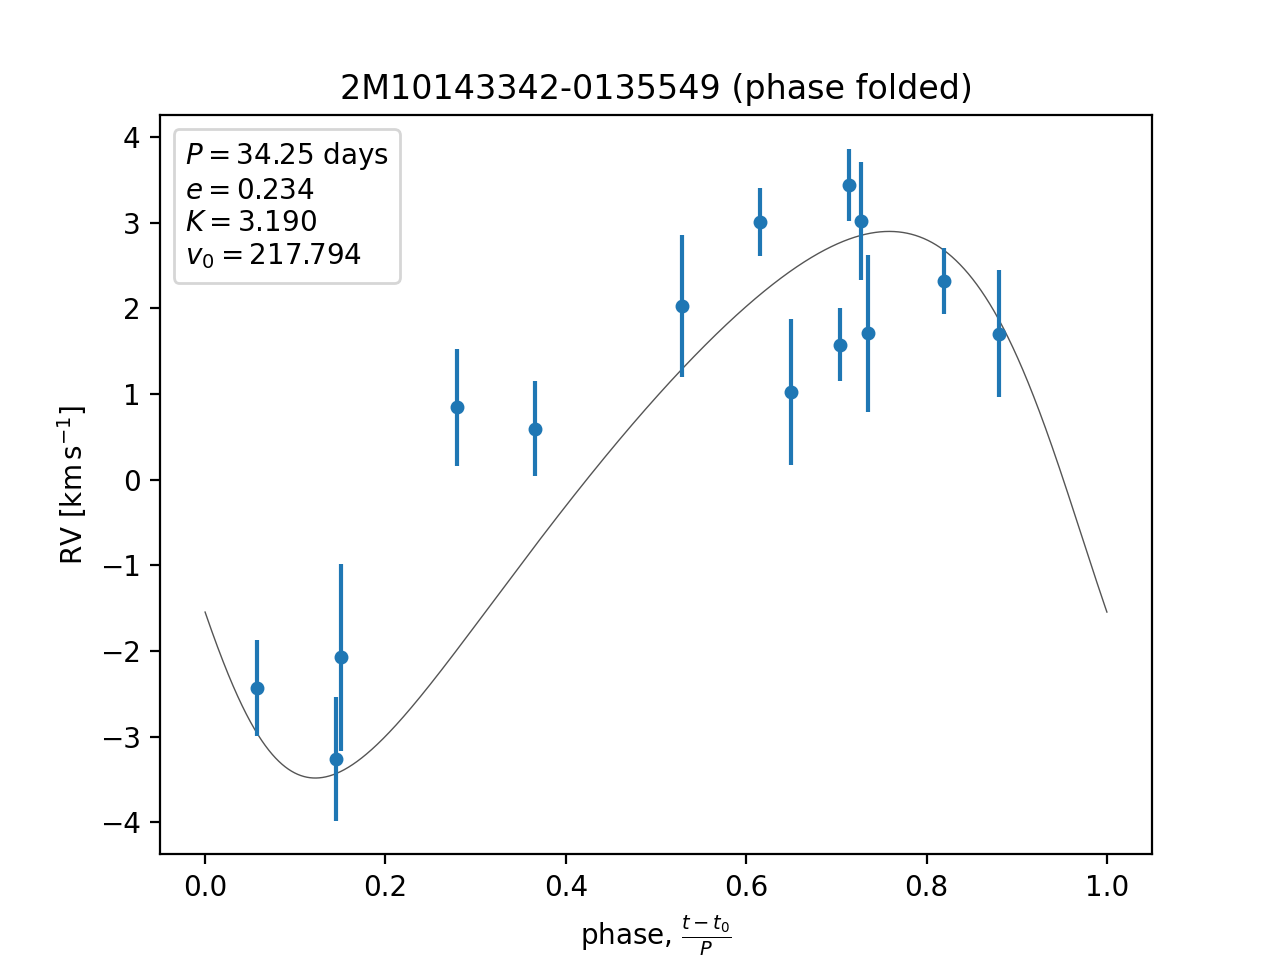 2M10143342-0135549 (phase folded)
P = 34.25 days
e = 0.234
K = 3.190
v₀ = 217.794
4
3
2
1
0
−1
−2
−3
−4
RV [km s⁻¹]
0.0 0.2 0.4 0.6 0.8 1.0
phase, (t − t₀)/P